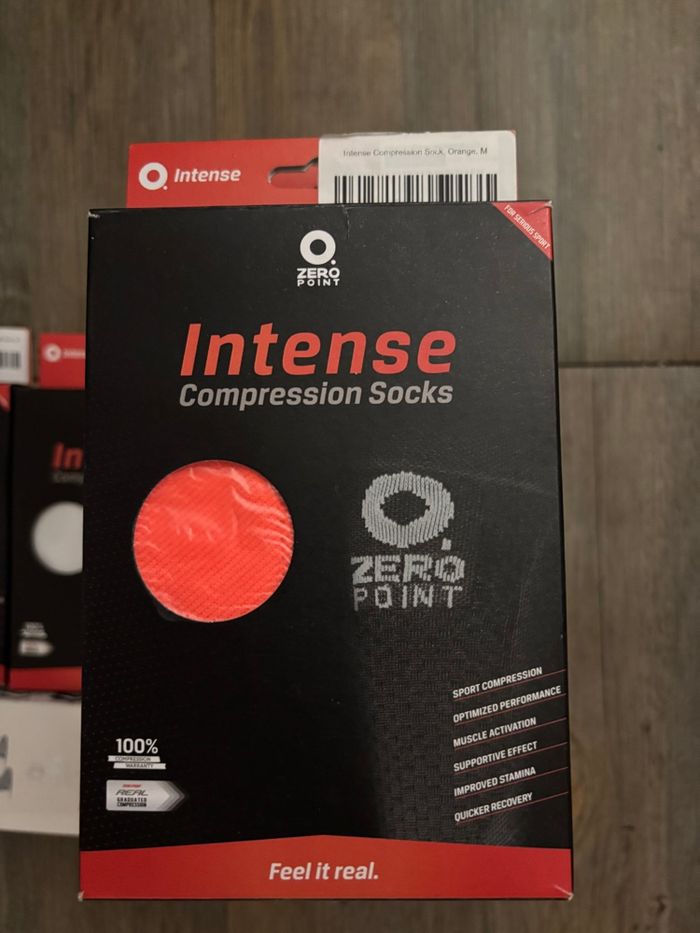 Intense
Intense Compression Sock, Orange, M
FOR SERIOUS SPORT
ZERO
POINT
Intense
Compression Socks
In
ZERO
POINT
SPORT COMPRESSION
OPTIMIZED PERFORMANCE
MUSCLE ACTIVATION
SUPPORTIVE EFFECT
IMPROVED STAMINA
QUICKER RECOVERY
100%
COMPRESSION
WARRANTY
REAL
GRADUATED
COMPRESSION
Feel it real.